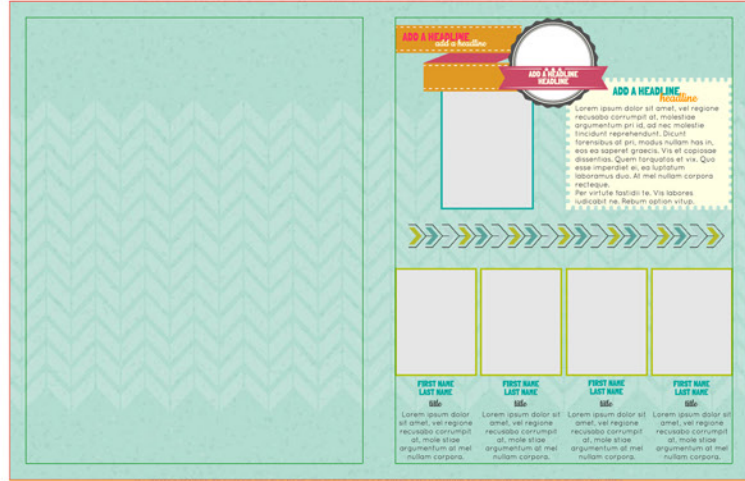 ADD A HEADLINE
add a headline
ADD A HEADLINE
HEADLINE
ADD A HEADLINE
headline
Lorem ipsum dolor sit amet, vel regione
recusabo corrumpit at, molestiae
argumentum pri id, ad nec molestie
tincidunt reprehendunt. Dicunt
forensibus at pri, modus nullam has in,
eos ea saperet graecis. Vis et copiosae
dissentias. Quem torquatos et vix. Quo
esse imperdiet ei, ea luptatum
laboramus duo. At mel nullam corpora
recteque.
Per virtute fastidii te. Vis labores
iudicabit ne. Rebum option vitup.
FIRST NAME
LAST NAME
title
Lorem ipsum dolor
sit amet, vel regione
recusabo corrumpit
at, mole stiae
argumentum at mel
nullam corpora.
FIRST NAME
LAST NAME
title
Lorem ipsum dolor sit
amet, vel regione
recusabo corrumpit
at, mole stiae
argumentum at mel
nullam corpora.
FIRST NAME
LAST NAME
title
Lorem ipsum dolor sit
amet, vel regione
recusabo corrumpit
at, mole stiae
argumentum at mel
nullam corpora.
FIRST NAME
LAST NAME
title
Lorem ipsum dolor sit
amet, vel regione
recusabo corrumpit
at, mole stiae
argumentum at mel
nullam corpora.